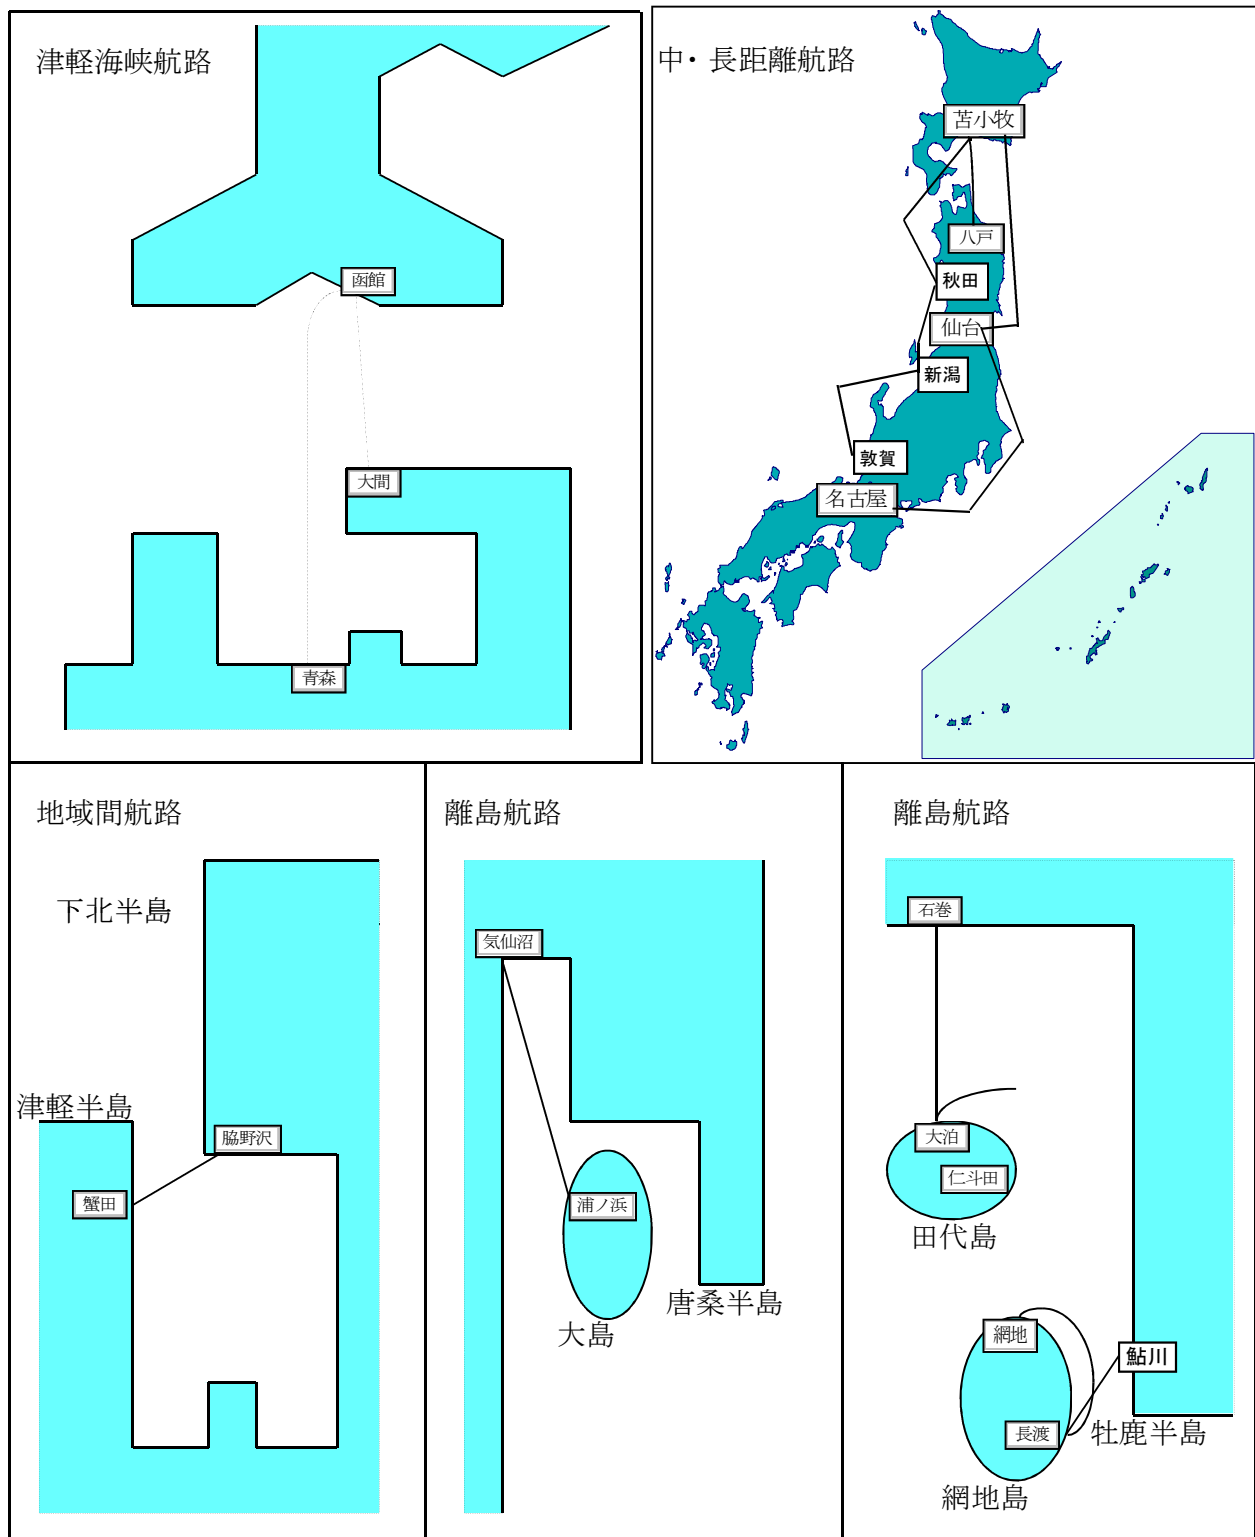 津軽海峡航路
函館
大間
青森
中・長距離航路
苫小牧
八戸
秋田
仙台
新潟
敦賀
名古屋
地域間航路
下北半島
津軽半島
脇野沢
蟹田
離島航路
気仙沼
浦ノ浜
唐桑半島
大島
離島航路
石巻
大泊
仁斗田
田代島
網地
鮎川
長渡
牡鹿半島
網地島